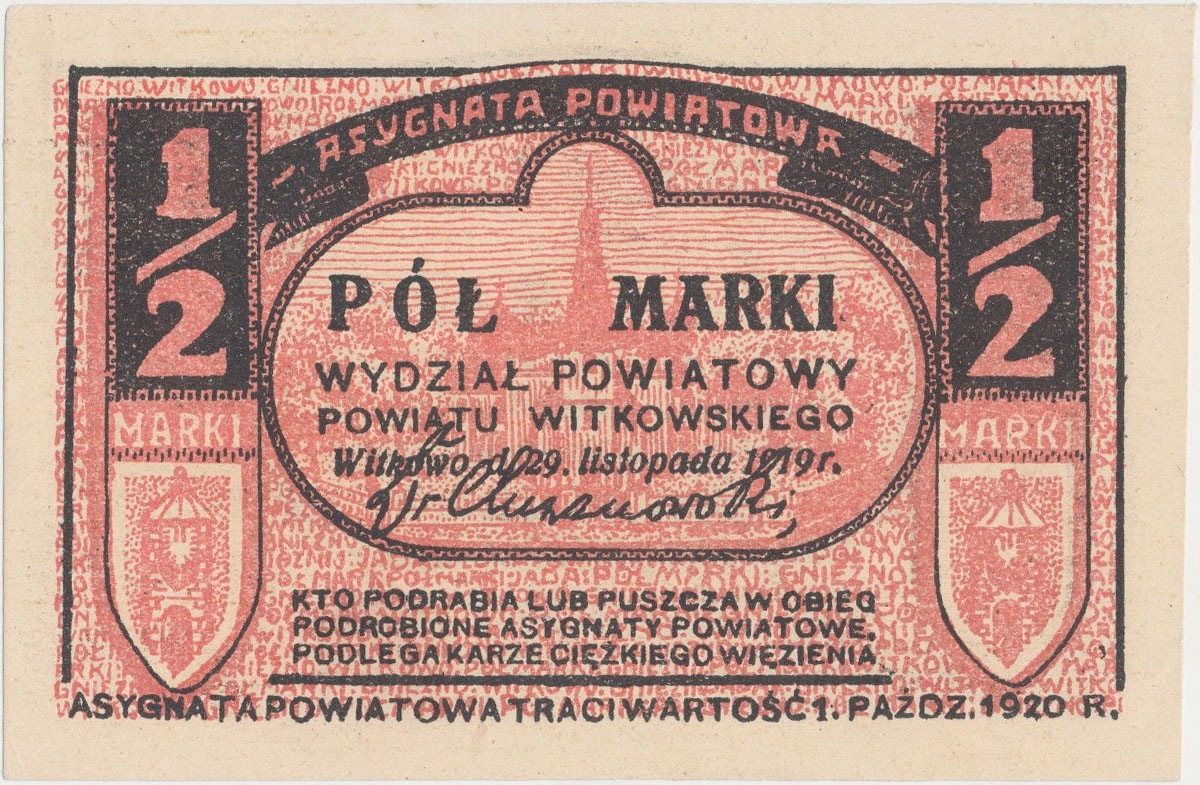 ASYGNATA POWIATOWA
1/2
1/2
PÓŁ MARKI
WYDZIAŁ POWIATOWY
POWIATU WITKOWSKIEGO
Witkowo d. 29. listopada 1919 r.
MARKI
MARKI
KTO PODRABIA LUB PUSZCZA W OBIEG
PODROBIONE ASYGNATY POWIATOWE,
PODLEGA KARZE CIĘŻKIEGO WIĘZIENIA
ASYGNATA POWIATOWA TRACI WARTOŚĆ 1. PAŹDZ. 1920 R.